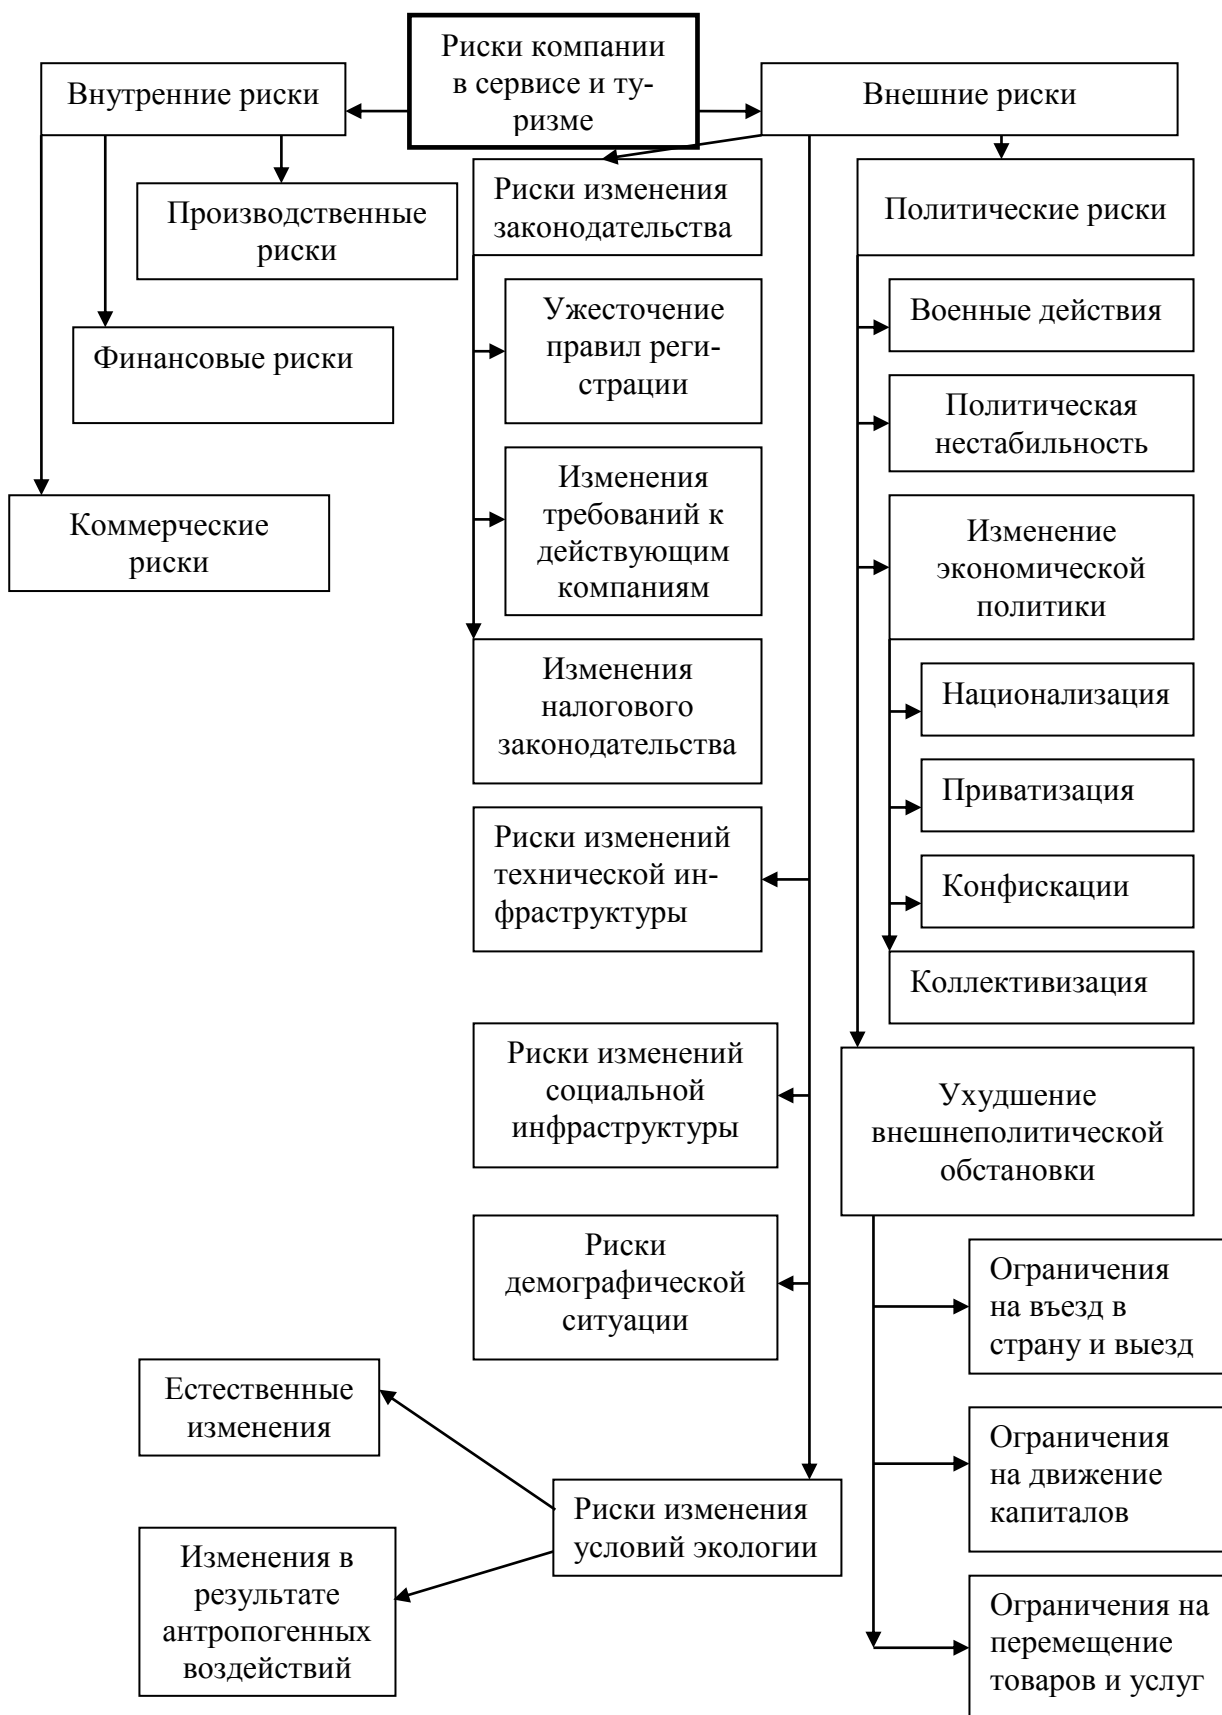 Риски компании
в сервисе и ту-
ризме
Внутренние риски
Внешние риски
Производственные
риски
Финансовые риски
Коммерческие
риски
Риски изменения
законодательства
Ужесточение
правил реги-
страции
Изменения
требований к
действующим
компаниям
Изменения
налогового
законодательства
Риски изменений
технической ин-
фраструктуры
Риски изменений
социальной
инфраструктуры
Риски
демографической
ситуации
Риски изменения
условий экологии
Естественные
изменения
Изменения в
результате
антропогенных
воздействий
Политические риски
Военные действия
Политическая
нестабильность
Изменение
экономической
политики
Национализация
Приватизация
Конфискации
Коллективизация
Ухудшение
внешнеполитической
обстановки
Ограничения
на въезд в
страну и выезд
Ограничения
на движение
капиталов
Ограничения на
перемещение
товаров и услуг